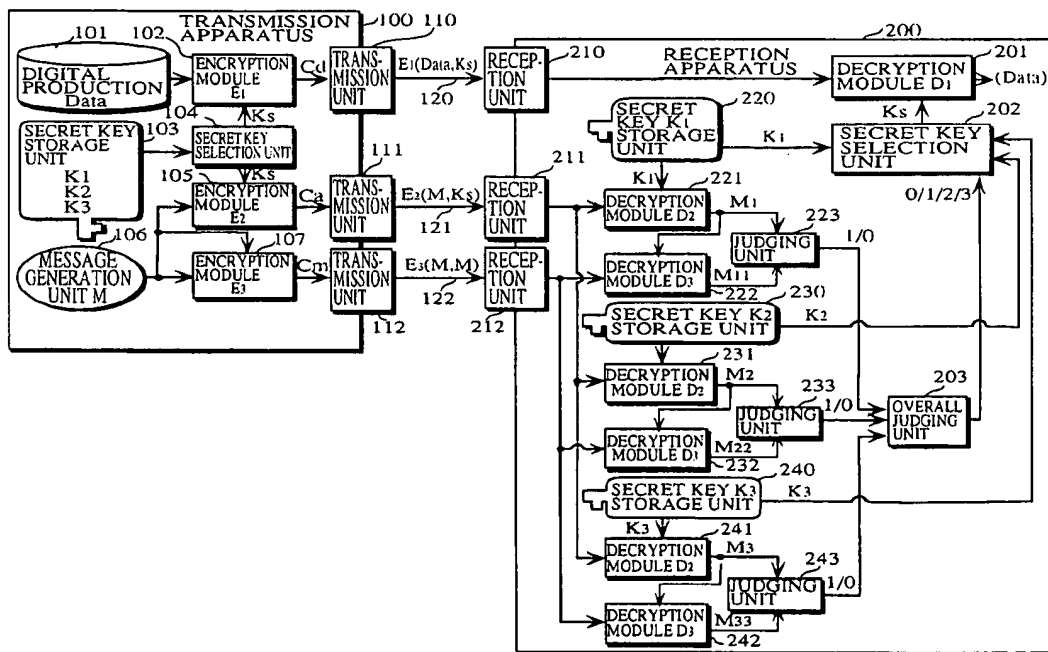 TRANSMISSION
APPARATUS
100
110
101
102
DIGITAL
PRODUCTION
Data
ENCRYPTION
MODULE
E1
Cd
TRANS-
MISSION
UNIT
E1(Data,Ks)
120
104
Ks
103
SECRET KEY
STORAGE
UNIT
K1
K2
K3
SECRET KEY
SELECTION UNIT
Ks
105
ENCRYPTION
MODULE
E2
Ca
111
TRANS-
MISSION
UNIT
E2(M,Ks)
121
106
MESSAGE
GENERATION
UNIT M
107
ENCRYPTION
MODULE
E3
Cm
TRANS-
MISSION
UNIT
112
E3(M,M)
122
200
210
RECEP-
TION
UNIT
RECEPTION
APPARATUS
201
DECRYPTION
MODULE D1
(Data)
Ks
202
SECRET KEY
SELECTION
UNIT
0/1/2/3
220
SECRET
KEY K1
STORAGE
UNIT
K1
K1
211
RECEP-
TION
UNIT
221
DECRYPTION
MODULE D2
M1
223
JUDGING
UNIT
1/0
RECEP-
TION
UNIT
212
DECRYPTION
MODULE D3
M11
222
230
SECRET KEY K2
STORAGE UNIT
K2
231
DECRYPTION
MODULE D2
M2
233
JUDGING
UNIT
1/0
203
OVERALL
JUDGING
UNIT
DECRYPTION
MODULE D3
M22
232
240
SECRET KEY K3
STORAGE UNIT
K3
K3
241
DECRYPTION
MODULE D2
M3
243
JUDGING
UNIT
1/0
DECRYPTION
MODULE D3
M33
242